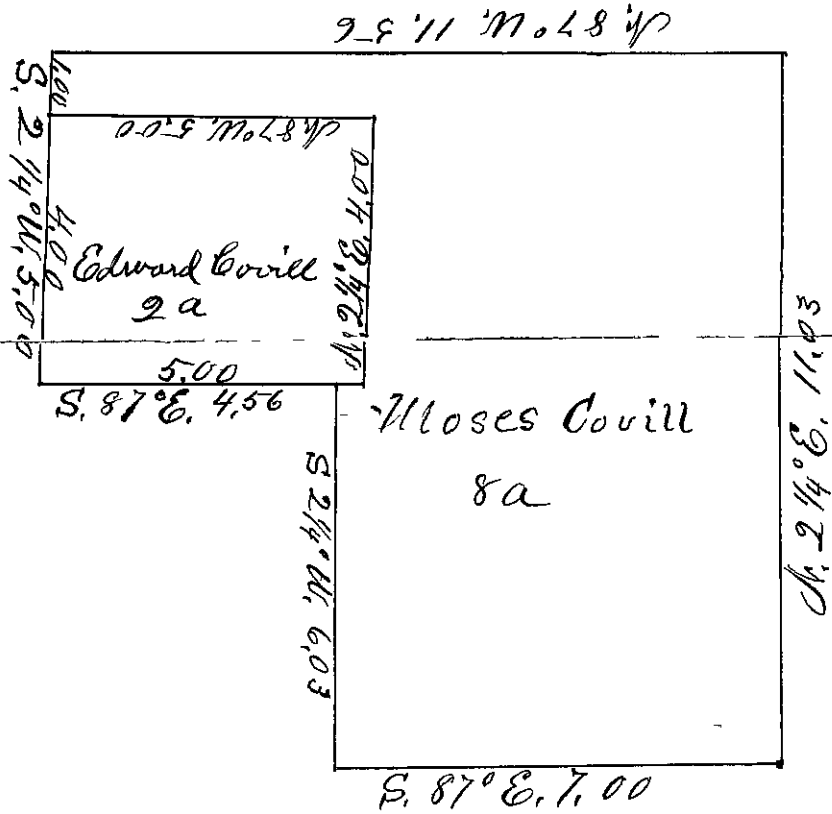 N. 87° W. 11.56
1.00
S. 2 1/4° W. 5.00
N. 87° W. 5.00
4.00
N. 2 1/4 E. 4.00
Edward Covill
2 a
5.00
S. 87° E. 4.56
Moses Covill
8 a
N. 2 1/4° E. 11.03
S 2 1/4° W. 6.03
S. 87° E. 7.00